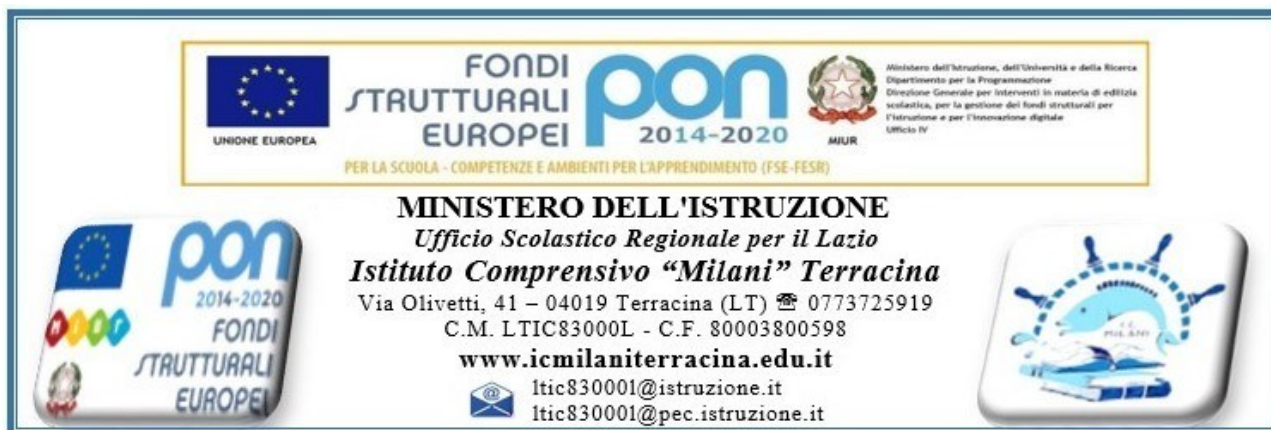 UNIONE EUROPEA
FONDI
STRUTTURALI
EUROPEI
pon
2014-2020
MIUR
Ministero dell'Istruzione, dell'Università e della Ricerca
Dipartimento per la Programmazione
Direzione Generale per interventi in materia di edilizia
scolastica, per la gestione dei fondi strutturali per
l'istruzione e per l'innovazione digitale
Ufficio IV
PER LA SCUOLA - COMPETENZE E AMBIENTI PER L'APPRENDIMENTO (FSE-FESR)
MINISTERO DELL'ISTRUZIONE
Ufficio Scolastico Regionale per il Lazio
Istituto Comprensivo “Milani” Terracina
Via Olivetti, 41 – 04019 Terracina (LT) ☎ 0773725919
C.M. LTIC83000L - C.F. 80003800598
www.icmilaniterracina.edu.it
ltic83000l@istruzione.it
ltic83000l@pec.istruzione.it
pon
2014-2020
miur
FONDI
STRUTTURALI
EUROPEI
I.C.
MILANI